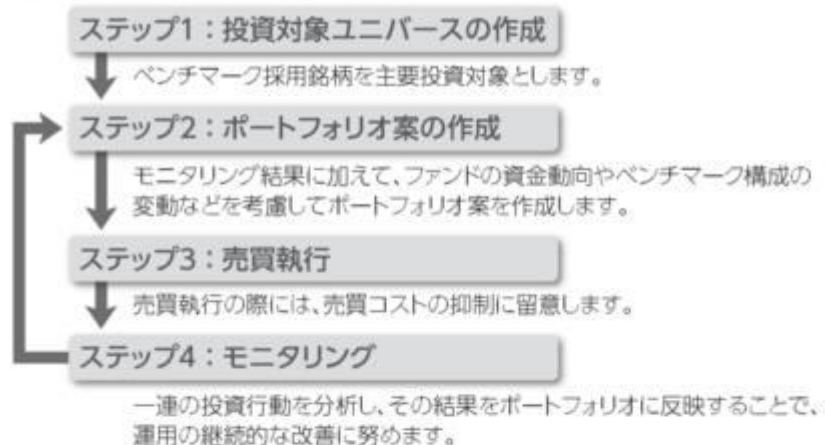 ステップ1：投資対象ユニバースの作成
ベンチマーク採用銘柄を主要投資対象とします。
ステップ2：ポートフォリオ案の作成
モニタリング結果に加えて、ファンドの資金動向やベンチマーク構成の
変動などを考慮してポートフォリオ案を作成します。
ステップ3：売買執行
売買執行の際には、売買コストの抑制に留意します。
ステップ4：モニタリング
一連の投資行動を分析し、その結果をポートフォリオに反映することで、
運用の継続的な改善に努めます。